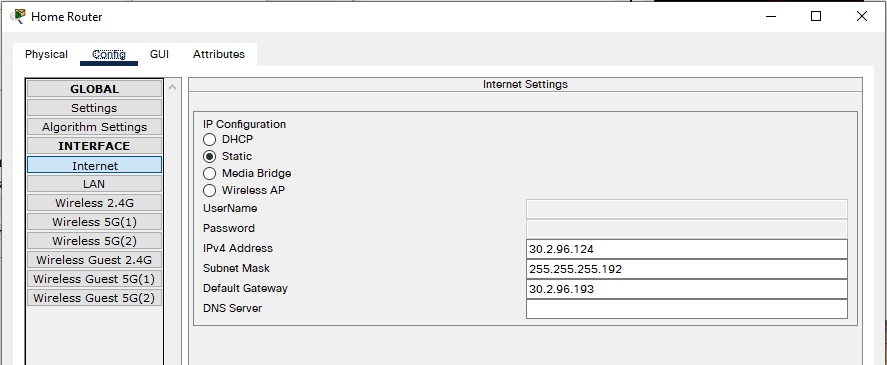 Home Router
Physical Config GUI Attributes
GLOBAL
Settings
Algorithm Settings
INTERFACE
Internet
LAN
Wireless 2.4G
Wireless 5G(1)
Wireless 5G(2)
Wireless Guest 2.4G
Wireless Guest 5G(1)
Wireless Guest 5G(2)
Internet Settings
IP Configuration
DHCP
Static
Media Bridge
Wireless AP
UserName
Password
IPv4 Address 30.2.96.124
Subnet Mask 255.255.255.192
Default Gateway 30.2.96.193
DNS Server